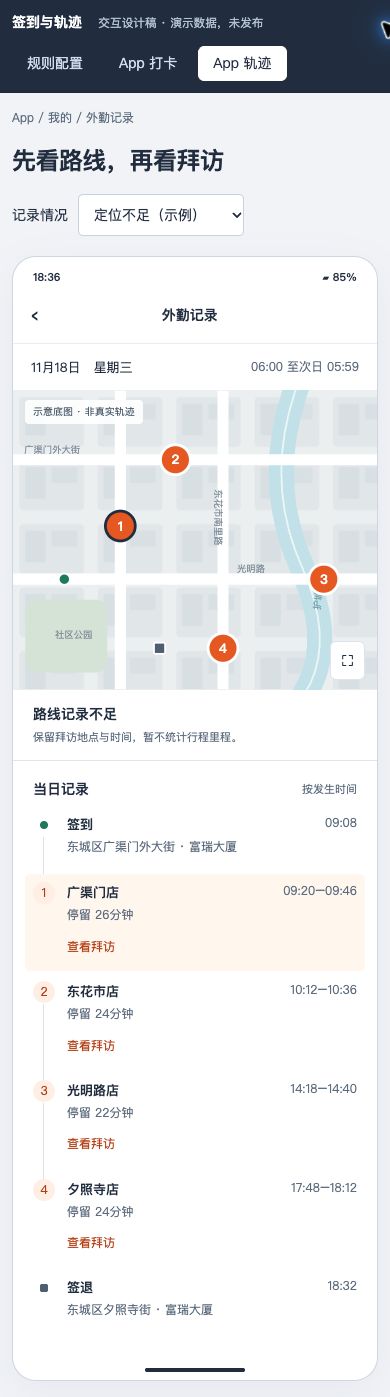 签到与轨迹 交互设计稿 · 演示数据，未发布
规则配置 App 打卡 App 轨迹
App / 我的 / 外勤记录
先看路线，再看拜访
记录情况 定位不足（示例）
18:36 85%
外勤记录
11月18日 星期三 06:00 至次日 05:59
示意底图 · 非真实轨迹
广渠门外大街
2
东花市南里路
1
光明路
3
社区公园
4
路线记录不足
保留拜访地点与时间，暂不统计行程里程。
当日记录 按发生时间
签到 09:08
东城区广渠门外大街 · 富瑞大厦
1 广渠门店 09:20—09:46
停留 26分钟
查看拜访
2 东花市店 10:12—10:36
停留 24分钟
查看拜访
3 光明路店 14:18—14:40
停留 22分钟
查看拜访
4 夕照寺店 17:48—18:12
停留 24分钟
查看拜访
签退 18:32
东城区夕照寺街 · 富瑞大厦